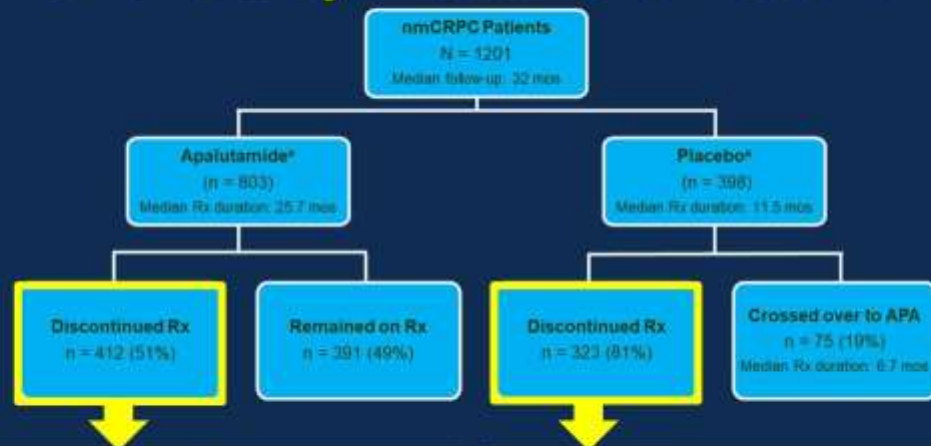 nmCRPC Patients
N = 1201
Median follow-up: 32 mos
Apalutamideᵃ
(n = 803)
Median Rx duration: 25.7 mos
Placeboᵃ
(n = 398)
Median Rx duration: 11.5 mos
Discontinued Rx
n = 412 (51%)
Remained on Rx
n = 391 (49%)
Discontinued Rx
n = 323 (81%)
Crossed over to APA
n = 75 (19%)
Median Rx duration: 6.7 mos